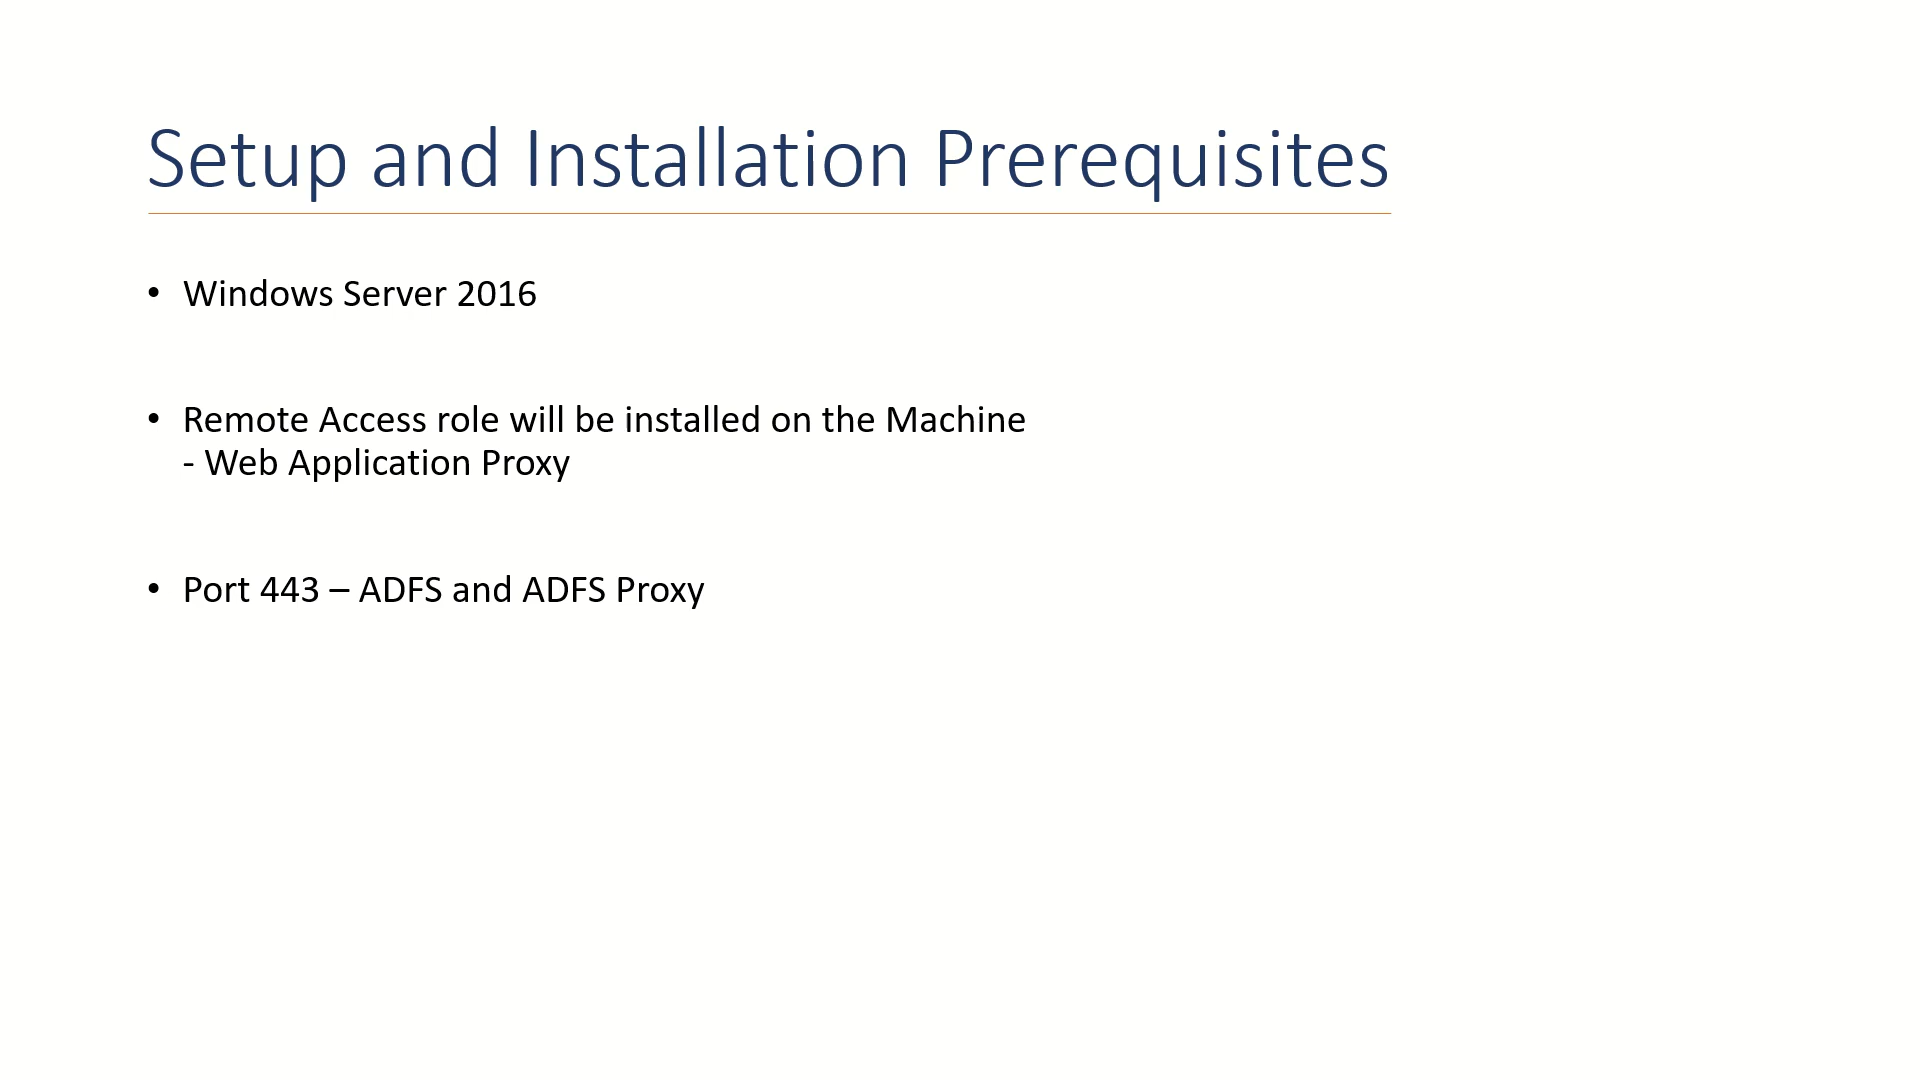 Setup and Installation Prerequisites
• Windows Server 2016
• Remote Access role will be installed on the Machine
- Web Application Proxy
• Port 443 – ADFS and ADFS Proxy